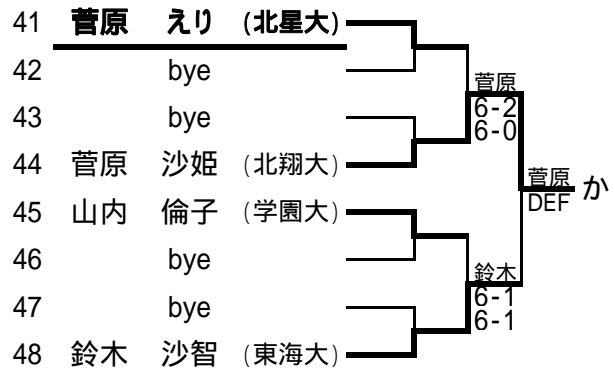 41 菅原 えり (北星大)
42 bye
43 bye
44 菅原 沙姫 (北翔大)
45 山内 倫子 (学園大)
46 bye
47 bye
48 鈴木 沙智 (東海大)
菅原
6-2
6-0
鈴木
6-1
6-1
菅原
DEF
か